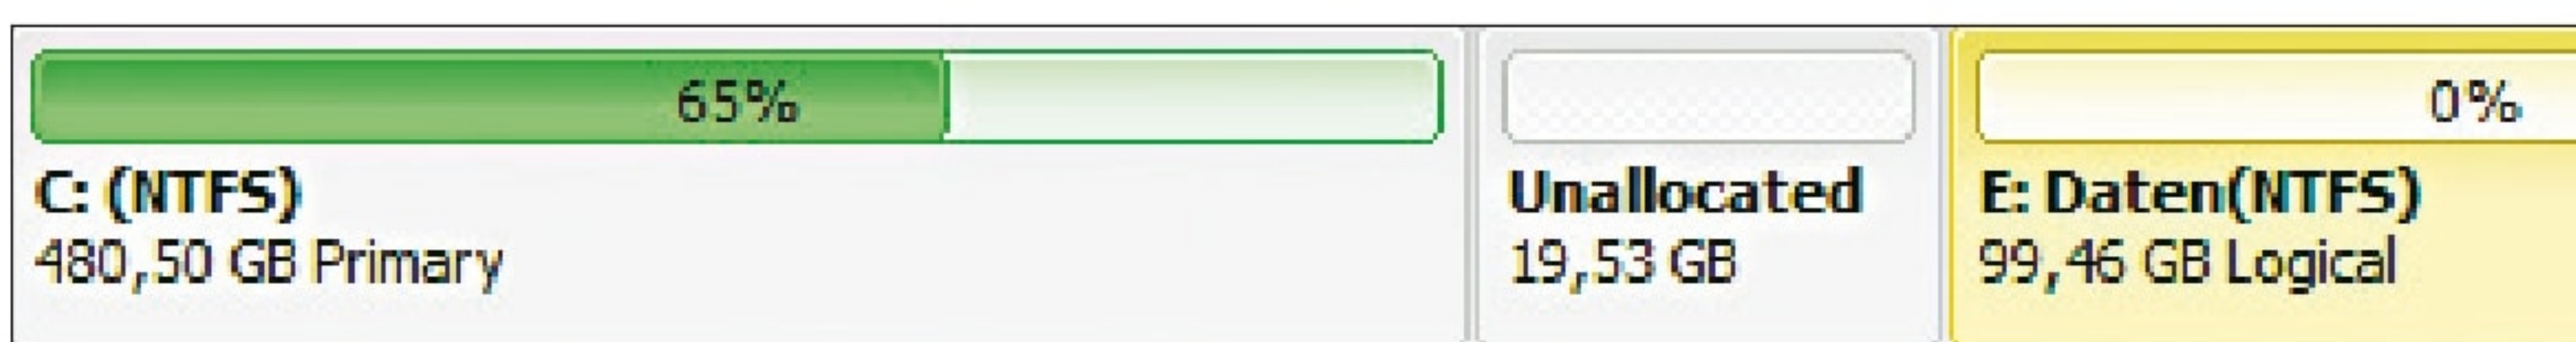 65%
C: (NTFS)
480,50 GB Primary
Unallocated
19,53 GB
0%
E: Daten(NTFS)
99,46 GB Logical